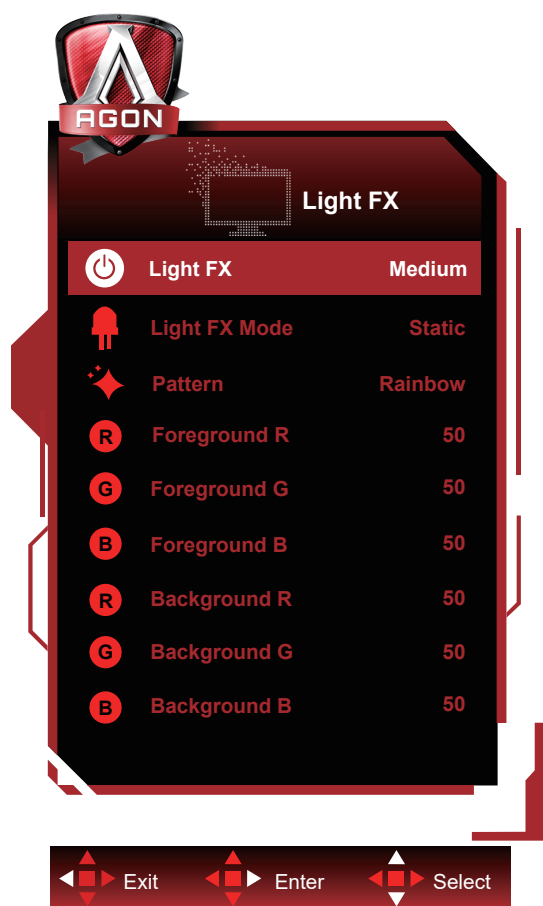 AGON
Light FX
Light FX Medium
Light FX Mode Static
Pattern Rainbow
R Foreground R 50
G Foreground G 50
B Foreground B 50
R Background R 50
G Background G 50
B Background B 50
Exit Enter Select